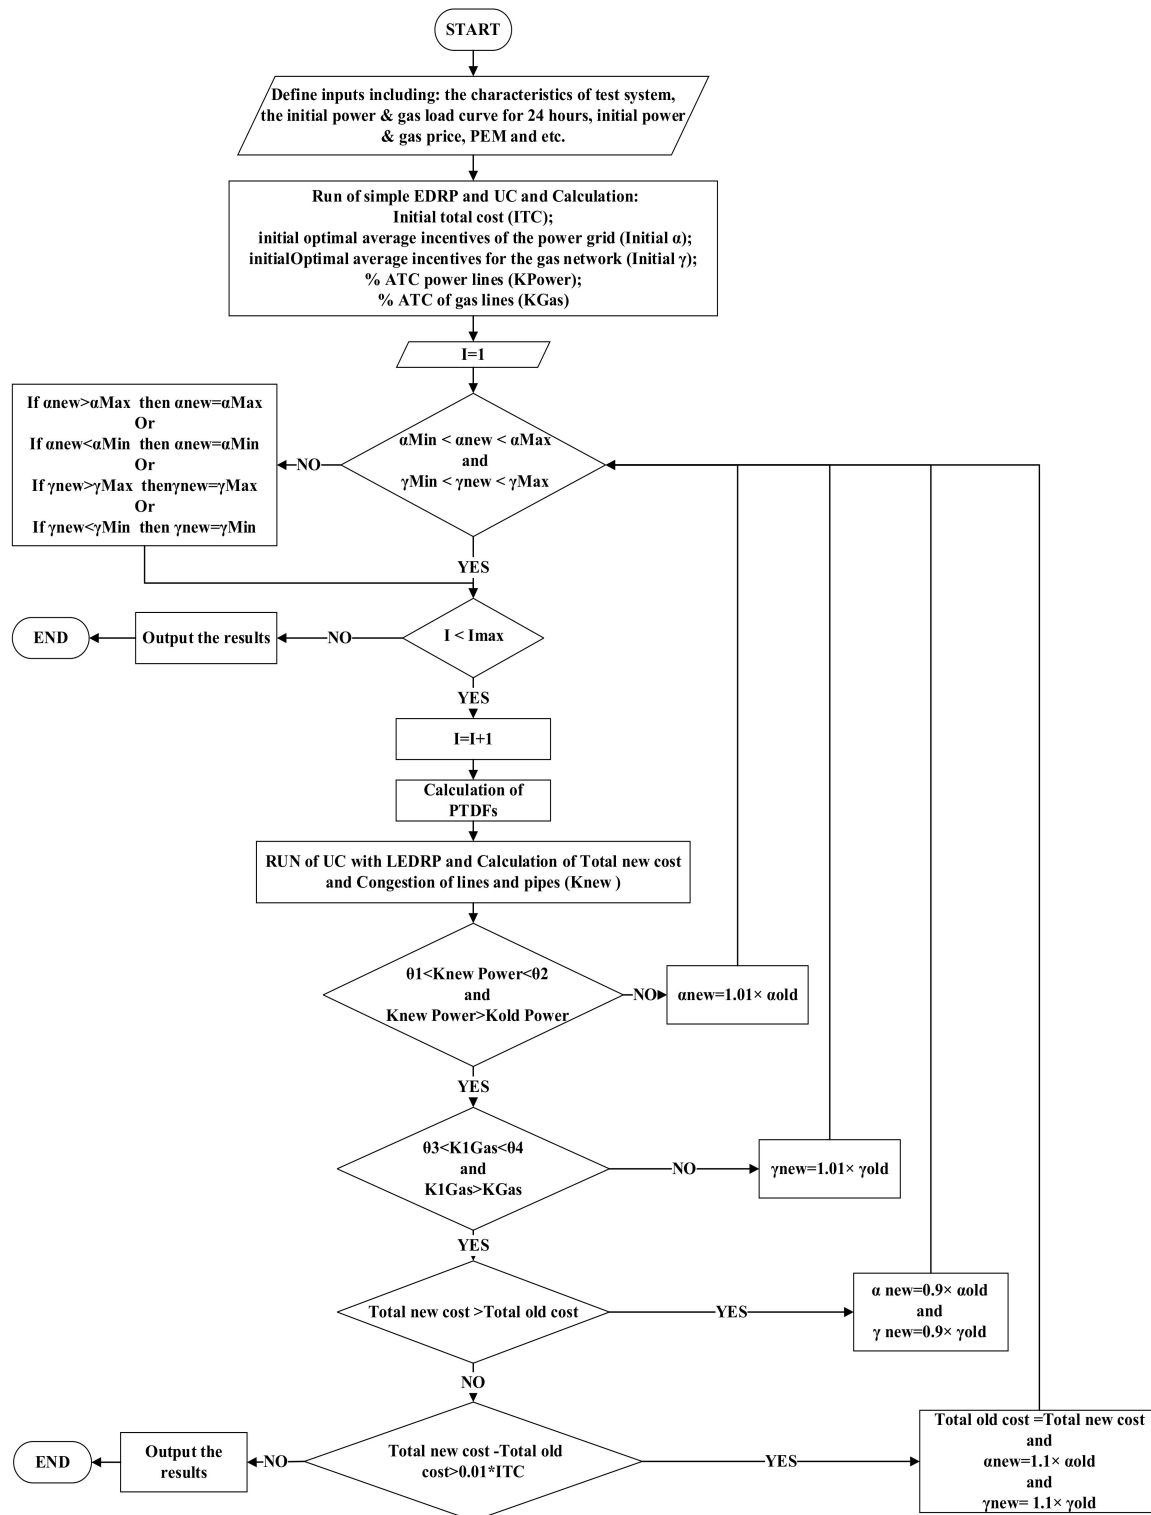 START
Define inputs including: the characteristics of test system,
the initial power & gas load curve for 24 hours, initial power
& gas price, PEM and etc.
Run of simple EDRP and UC and Calculation:
Initial total cost (ITC);
initial optimal average incentives of the power grid (Initial α);
initialOptimal average incentives for the gas network (Initial γ);
% ATC power lines (KPower);
% ATC of gas lines (KGas)
I=1
If αnew>αMax then αnew=αMax
Or
If αnew<αMin then αnew=αMin
Or
If γnew>γMax thenγnew=γMax
Or
If γnew<γMin then γnew=γMin
NO
αMin < αnew < αMax
and
γMin < γnew < γMax
YES
END
Output the results
NO
I < Imax
YES
I=I+1
Calculation of
PTDFs
RUN of UC with LEDRP and Calculation of Total new cost
and Congestion of lines and pipes (Knew )
θ1<Knew Power<θ2
and
Knew Power>Kold Power
NO
αnew=1.01× αold
YES
θ3<K1Gas<θ4
and
K1Gas>KGas
NO
γnew=1.01× γold
YES
Total new cost >Total old cost
YES
α new=0.9× αold
and
γ new=0.9× γold
NO
END
Output the
results
NO
Total new cost -Total old
cost>0.01*ITC
YES
Total old cost =Total new cost
and
αnew=1.1× αold
and
γnew= 1.1× γold